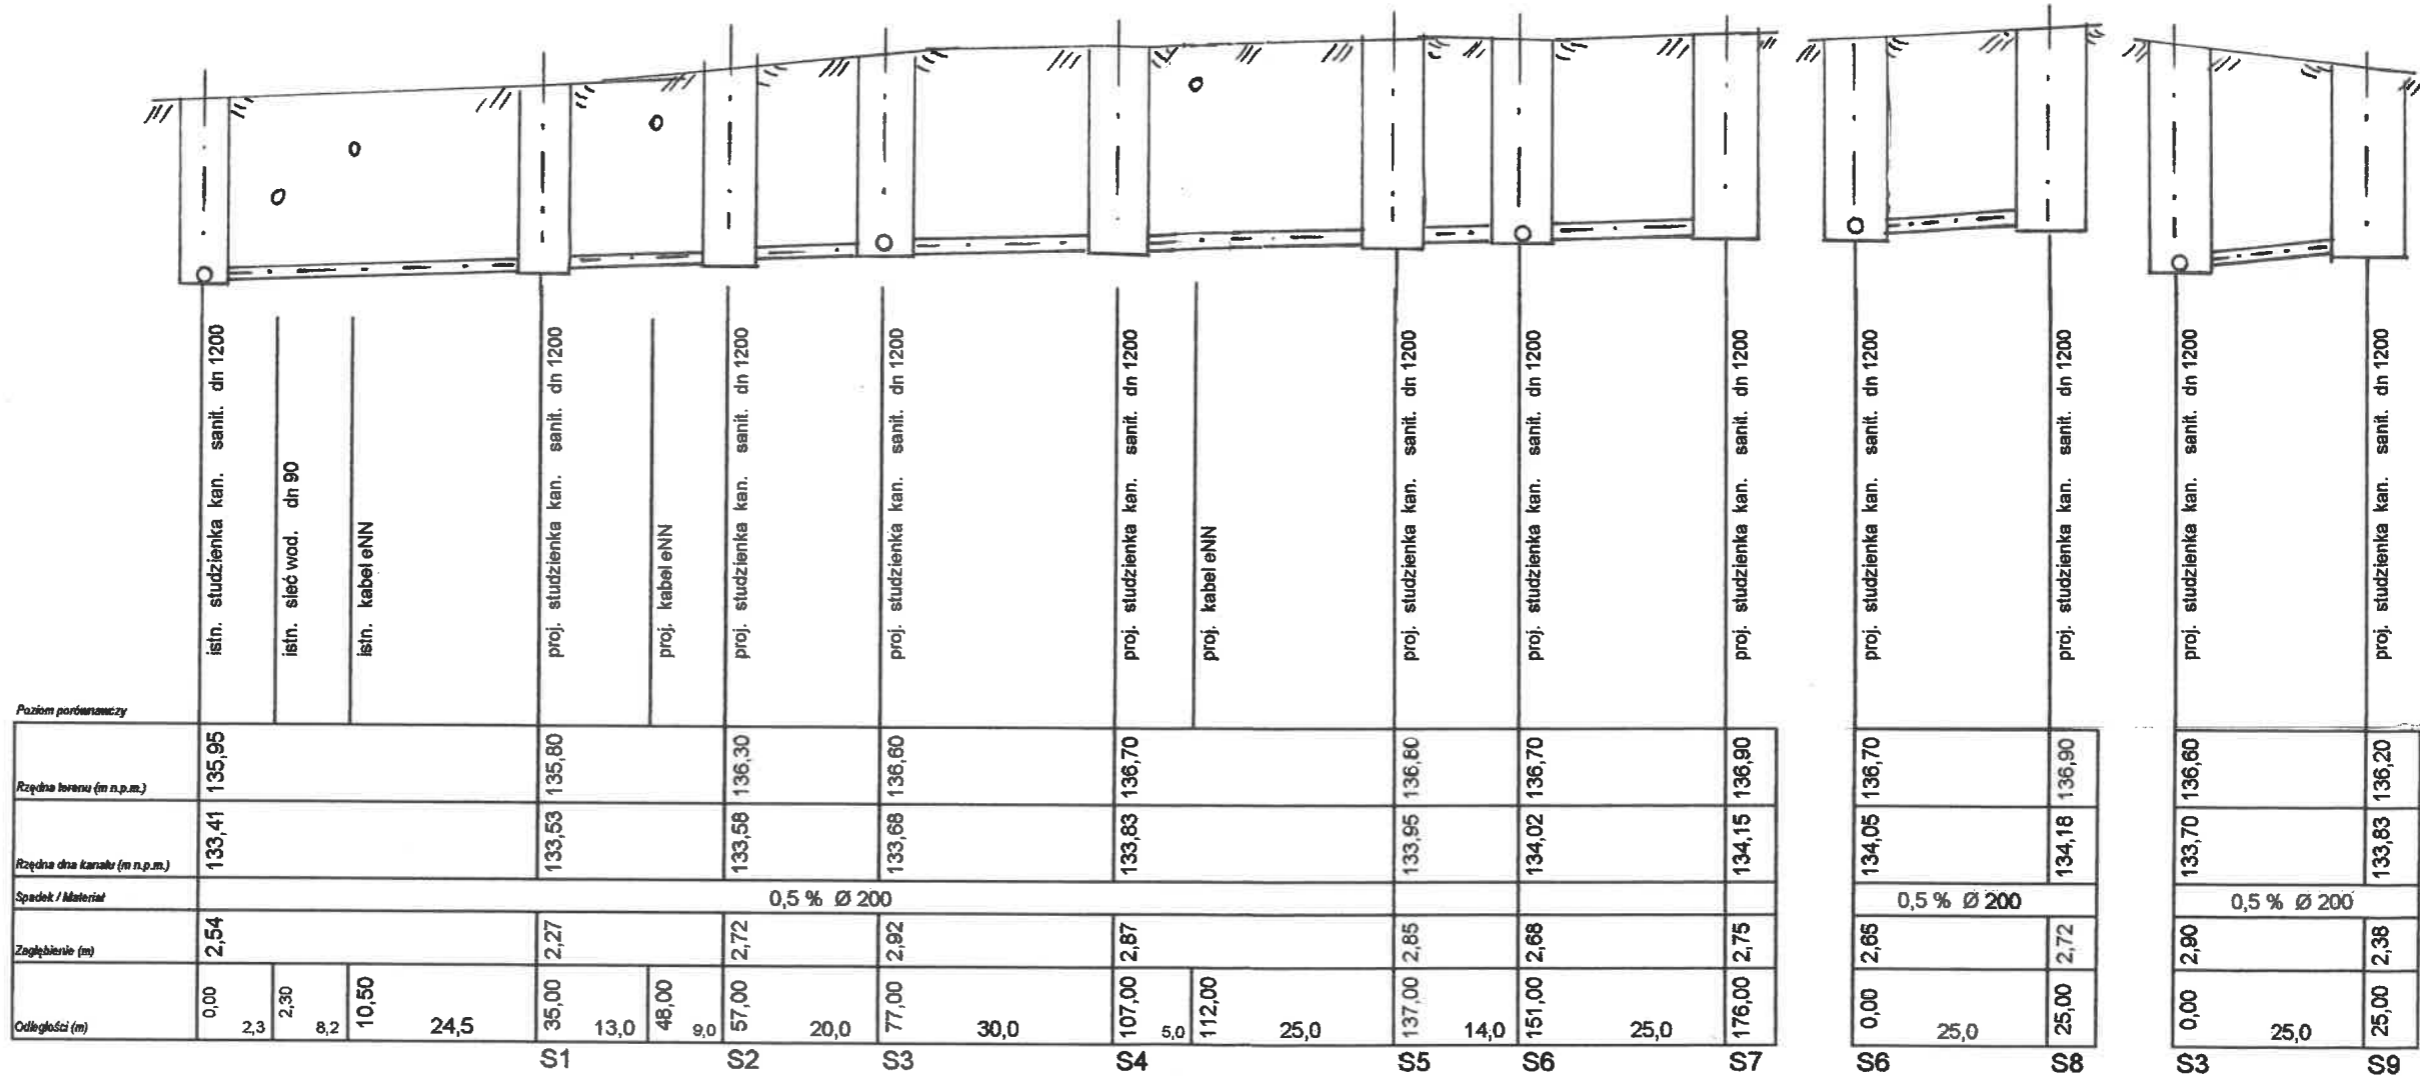 istn. studzienka kan. sanit. dn 1200
istn. sieć wod. dn 90
istn. kabel eNN
proj. studzienka kan. sanit. dn 1200
proj. kabel eNN
proj. studzienka kan. sanit. dn 1200
proj. studzienka kan. sanit. dn 1200
proj. studzienka kan. sanit. dn 1200
proj. kabel eNN
proj. studzienka kan. sanit. dn 1200
proj. studzienka kan. sanit. dn 1200
proj. studzienka kan. sanit. dn 1200
proj. studzienka kan. sanit. dn 1200
proj. studzienka kan. sanit. dn 1200
proj. studzienka kan. sanit. dn 1200
proj. studzienka kan. sanit. dn 1200
Poziom porównawczy
Rzędna terenu (m n.p.m.) 135,95 135,80 136,30 136,60 136,70 136,80 136,70 136,90 136,70 136,90 136,60 136,20
Rzędna dna kanału (m n.p.m.) 133,41 133,53 133,58 133,68 133,83 133,95 134,02 134,15 134,05 134,18 133,70 133,83
Spadek / Materiał 0,5 % Ø 200 0,5 % Ø 200 0,5 % Ø 200
Zagłębienie (m) 2,54 2,27 2,72 2,92 2,87 2,85 2,68 2,75 2,65 2,72 2,90 2,38
Odległości (m) 0,00 2,3 2,30 8,2 10,50 24,5 35,00 13,0 48,00 9,0 57,00 20,0 77,00 30,0 107,00 5,0 112,00 25,0 137,00 14,0 151,00 25,0 176,00 0,00 25,0 25,00 0,00 25,0 25,00
S1 S2 S3 S4 S5 S6 S7 S6 S8 S3 S9